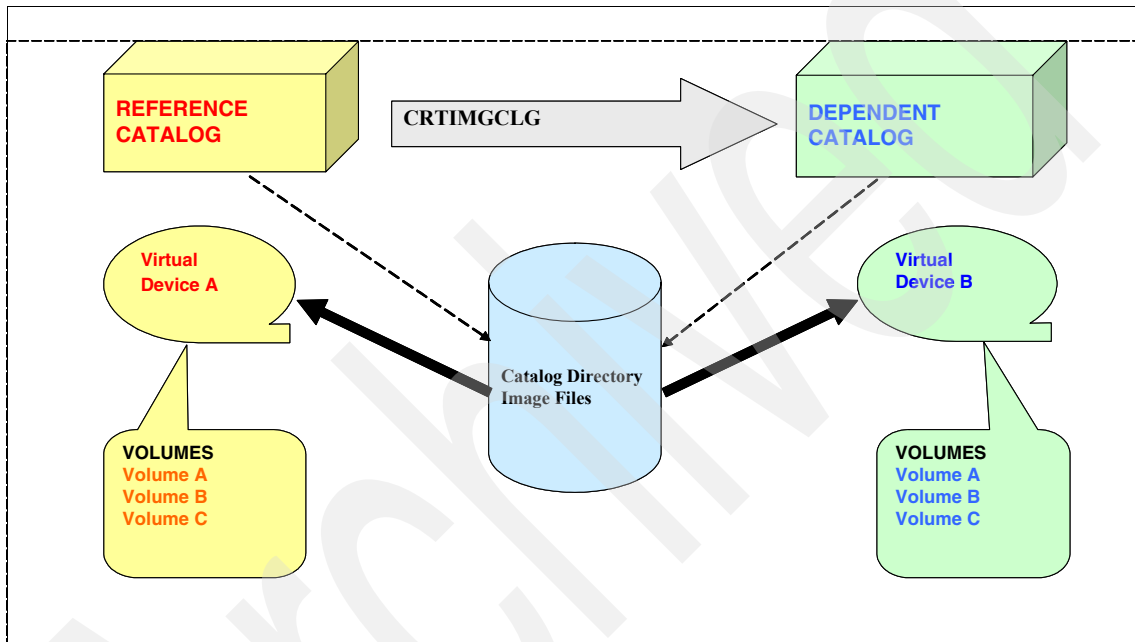 REFERENCE
CATALOG
CRTIMGCLG
DEPENDENT
CATALOG
Virtual
Device A
Virtual
Device B
Catalog Directory
Image Files
VOLUMES
Volume A
Volume B
Volume C
VOLUMES
Volume A
Volume B
Volume C
Archived